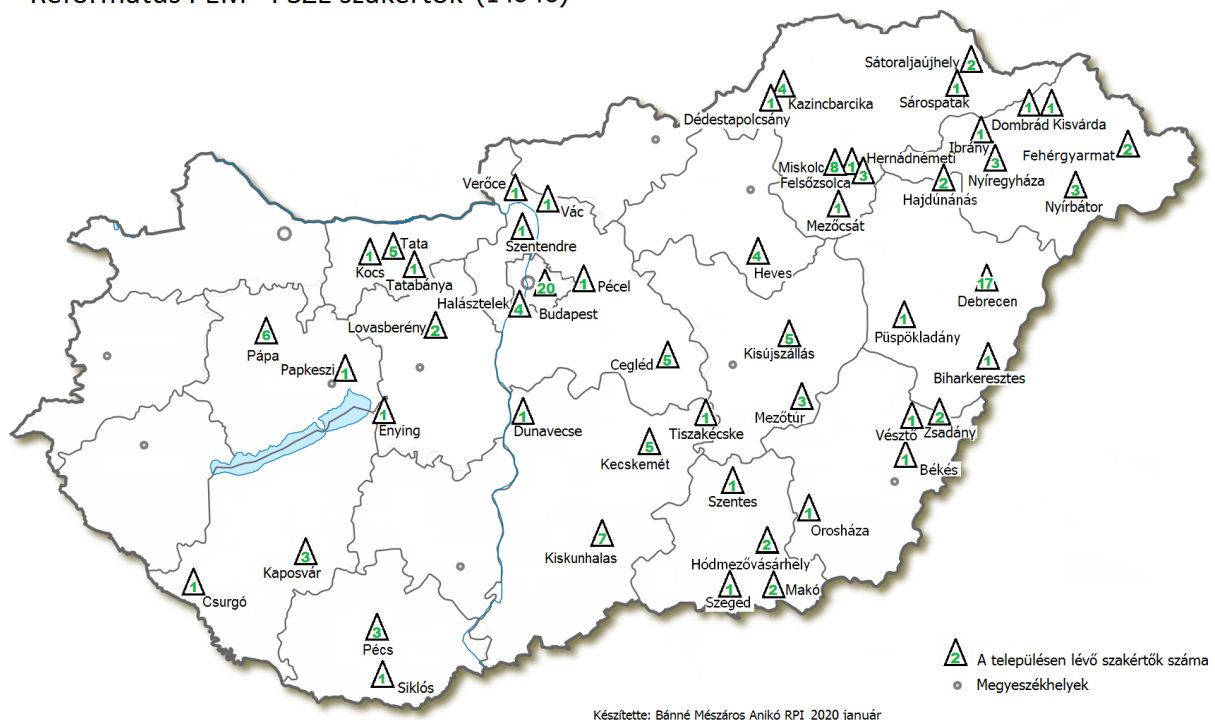 Református szakértők
Sátoraljaújhely 2
4 Kazincbarcika
1 Dédestapolcsány
1 Sárospatak
1 Dombrád
1 Kisvárda
1 Ibrány
2 Fehérgyarmat
3 Nyíregyháza
Miskolc 8
1 Hernádnémeti
Felsőzsolca 3
2 Hajdúnánás
3 Nyírbátor
1 Mezőcsát
Verőce 1
1 Vác
1 Szentendre
5 Tata
1 Kocs
1 Tatabánya
4 Heves
20 Budapest
1 Pécel
Halásztelek 4
17 Debrecen
Lovasberény 2
6 Pápa
1 Püspökladány
5 Kisújszállás
Cegléd 5
Papkeszi 1
1 Biharkeresztes
1 Enying
1 Dunavecse
1 Tiszakécske
3 Mezőtúr
1 Vésztő
2 Zsadány
5 Kecskemét
1 Békés
1 Szentes
1 Orosháza
7 Kiskunhalas
2 Hódmezővásárhely
3 Kaposvár
1 Csurgó
1 Szeged
2 Makó
3 Pécs
1 Siklós
2 A településen lévő szakértők száma
Megyeszékhelyek
Készítette: Bánné Mészáros Anikó RPI 2020 január